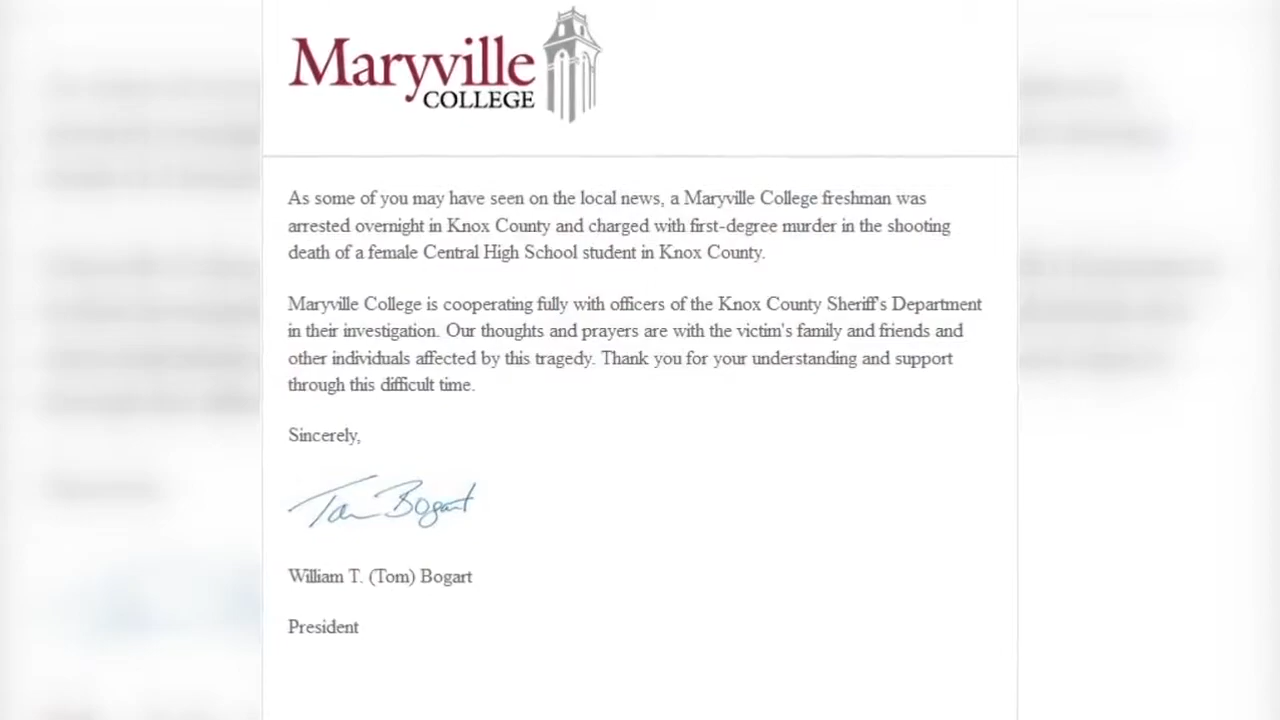 Maryville
COLLEGE
As some of you may have seen on the local news, a Maryville College freshman was
arrested overnight in Knox County and charged with first-degree murder in the shooting
death of a female Central High School student in Knox County.
Maryville College is cooperating fully with officers of the Knox County Sheriff's Department
in their investigation. Our thoughts and prayers are with the victim's family and friends and
other individuals affected by this tragedy. Thank you for your understanding and support
through this difficult time.
Sincerely,
Tom Bogart
William T. (Tom) Bogart
President